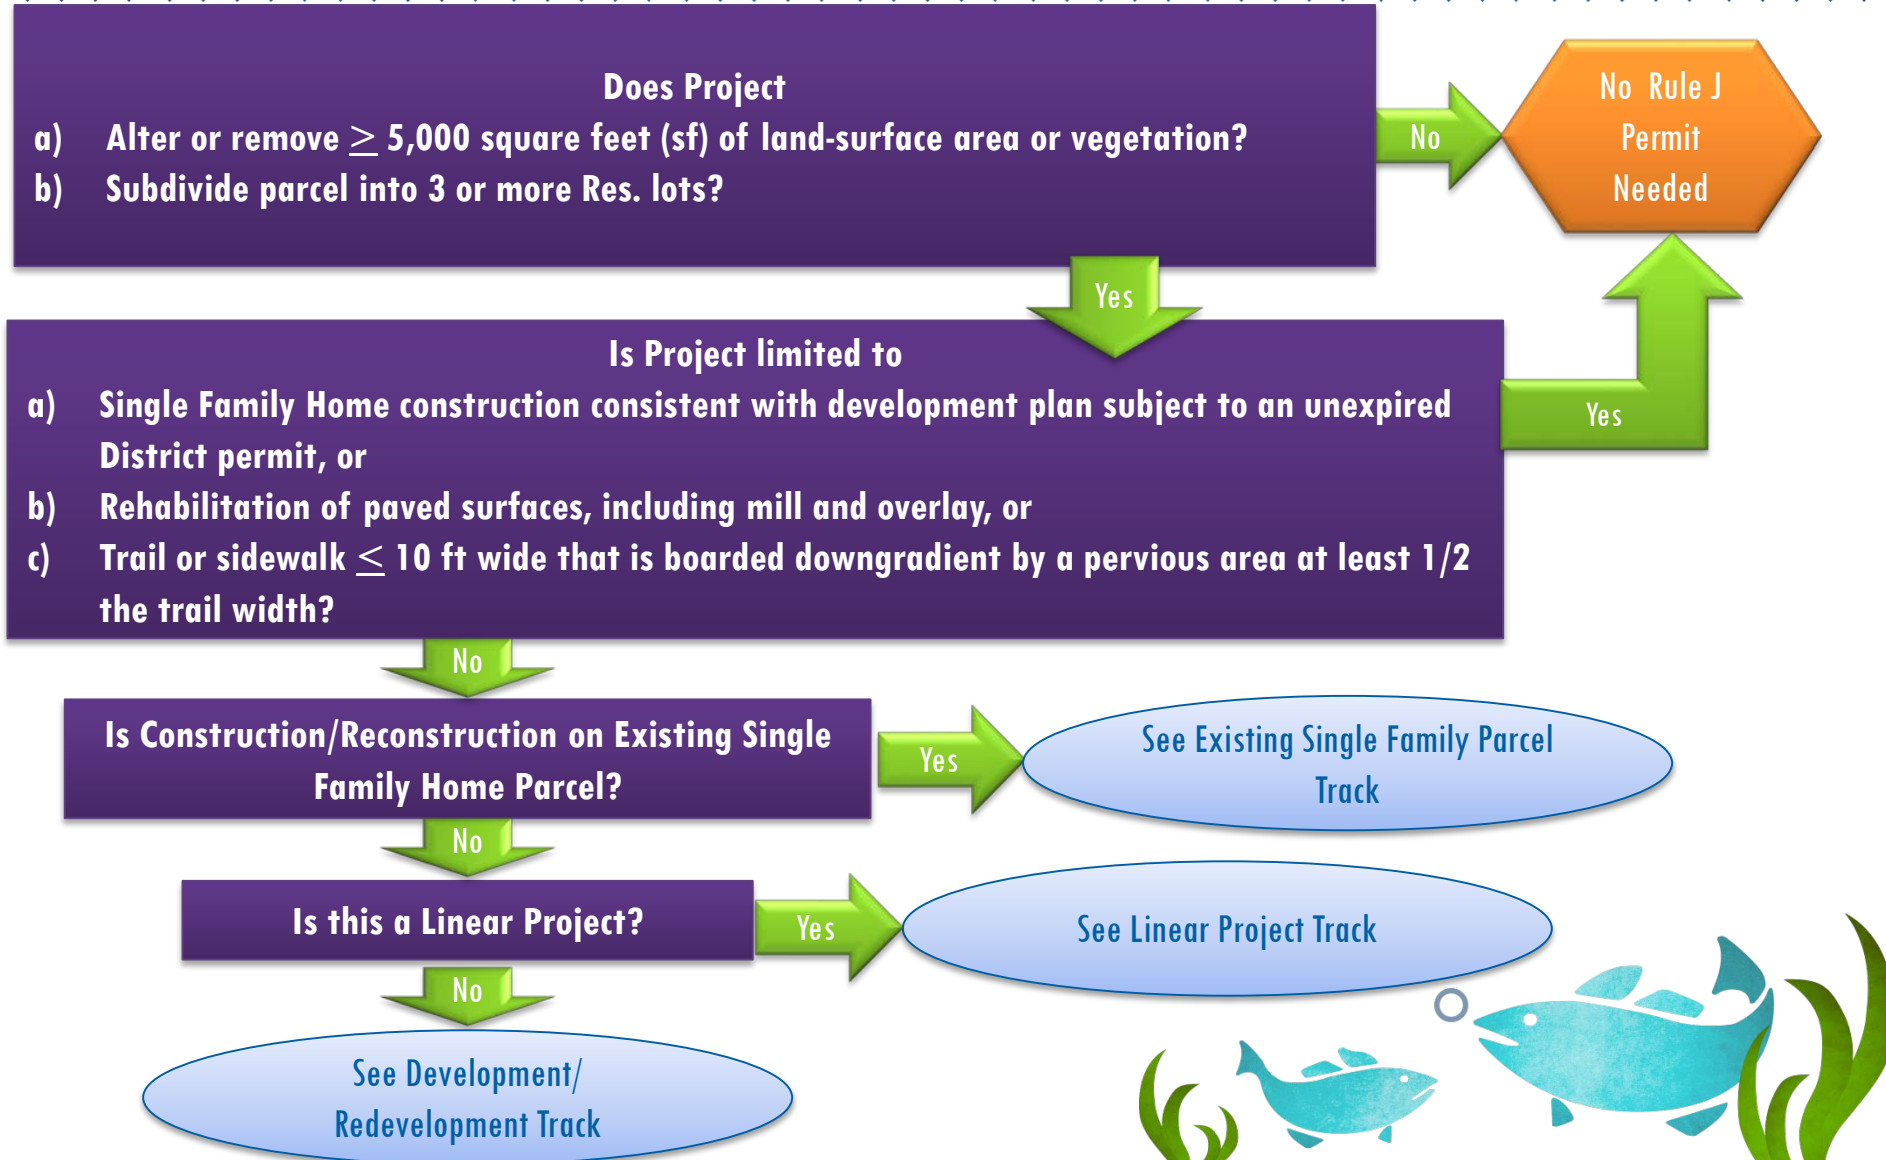 Does Project
a) Alter or remove ≥ 5,000 square feet (sf) of land-surface area or vegetation?
b) Subdivide parcel into 3 or more Res. lots?
No
No Rule J
Permit
Needed
Yes
Is Project limited to
a) Single Family Home construction consistent with development plan subject to an unexpired
District permit, or
b) Rehabilitation of paved surfaces, including mill and overlay, or
c) Trail or sidewalk ≤ 10 ft wide that is boarded downgradient by a pervious area at least 1/2
the trail width?
Yes
No
Is Construction/Reconstruction on Existing Single
Family Home Parcel?
Yes
See Existing Single Family Parcel
Track
No
Is this a Linear Project?
Yes
See Linear Project Track
No
See Development/
Redevelopment Track